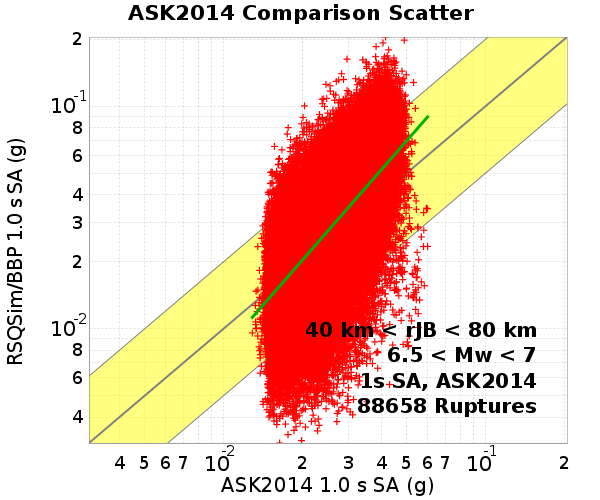 ASK2014 Comparison Scatter
RSQSim/BBP 1.0 s SA (g)
2
10-1
8
6
4
3
2
10-2
8
6
4
40 km < rJB < 80 km
6.5 < Mw < 7
1s SA, ASK2014
88658 Ruptures
4 5 6 7 10-2 2 3 4 5 6 7 10-1 2
ASK2014 1.0 s SA (g)